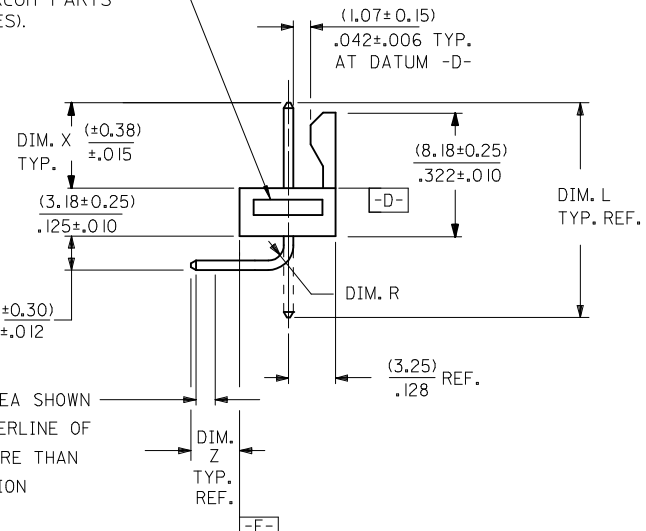 ES).
(1.07±0.15)
.042±.006 TYP.
AT DATUM -D-
DIM. X (±0.38)
TYP. ±.015
(8.18±0.25)
.322±.010
(3.18±0.25)
.125±.010
-D-
DIM. L
TYP. REF.
±0.30)
±.012
DIM. R
(3.25)
.128 REF.
EA SHOWN
ERLINE OF
RE THAN
ION
DIM.
Z
TYP.
REF.